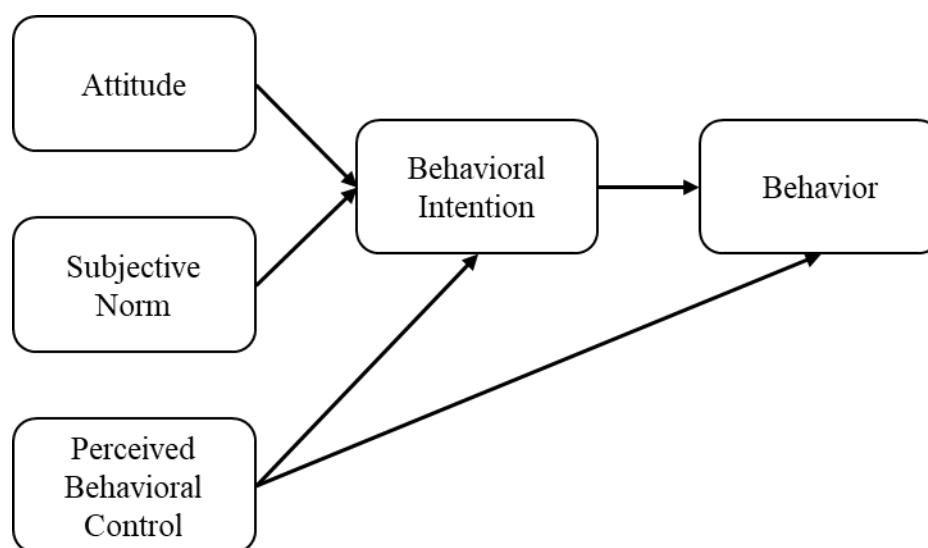 Attitude
Subjective
Norm
Perceived
Behavioral
Control
Behavioral
Intention
Behavior